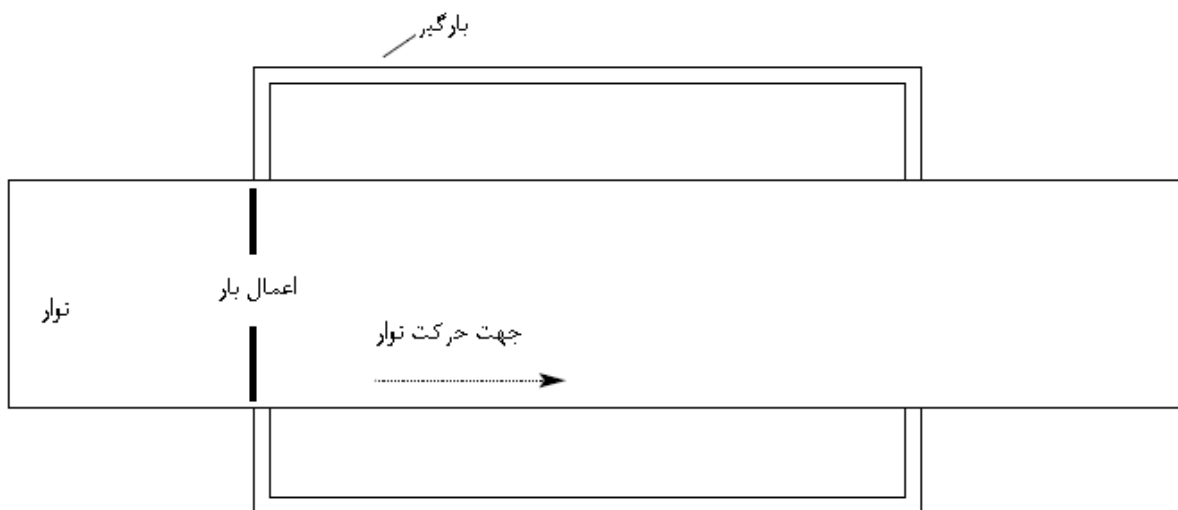 بارگیر
اعمال بار
نوار
جهت حرکت نوار